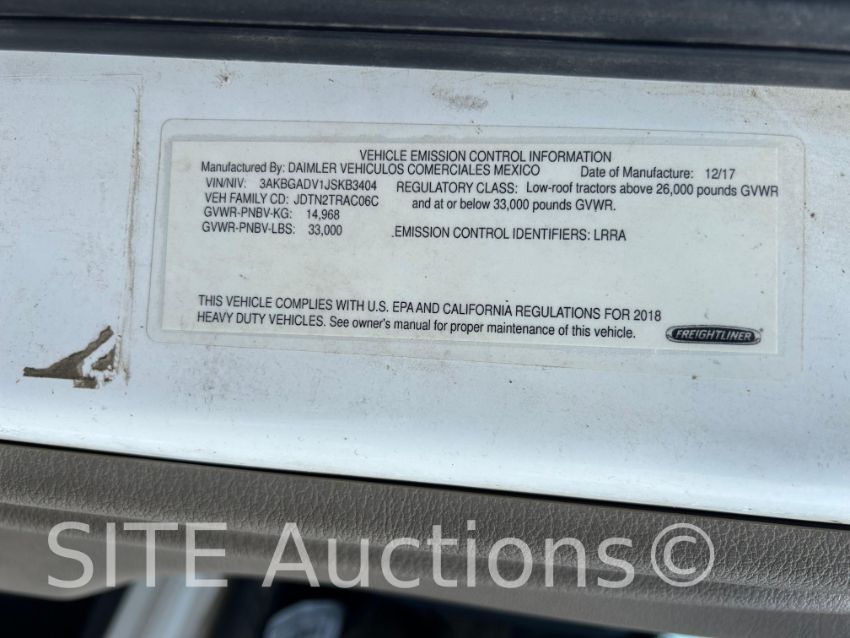 VEHICLE EMISSION CONTROL INFORMATION
Manufactured By: DAIMLER VEHICULOS COMERCIALES MEXICO Date of Manufacture: 12/17
VIN/NIV: 3AKBGADV1JSKB3404 REGULATORY CLASS: Low-roof tractors above 26,000 pounds GVWR
VEH FAMILY CD: JDTN2TRAC06C and at or below 33,000 pounds GVWR.
GVWR-PNBV-KG: 14,968
GVWR-PNBV-LBS: 33,000 .EMISSION CONTROL IDENTIFIERS: LRRA
THIS VEHICLE COMPLIES WITH U.S. EPA AND CALIFORNIA REGULATIONS FOR 2018
HEAVY DUTY VEHICLES. See owner's manual for proper maintenance of this vehicle.
FREIGHTLINER
SITE Auctions©